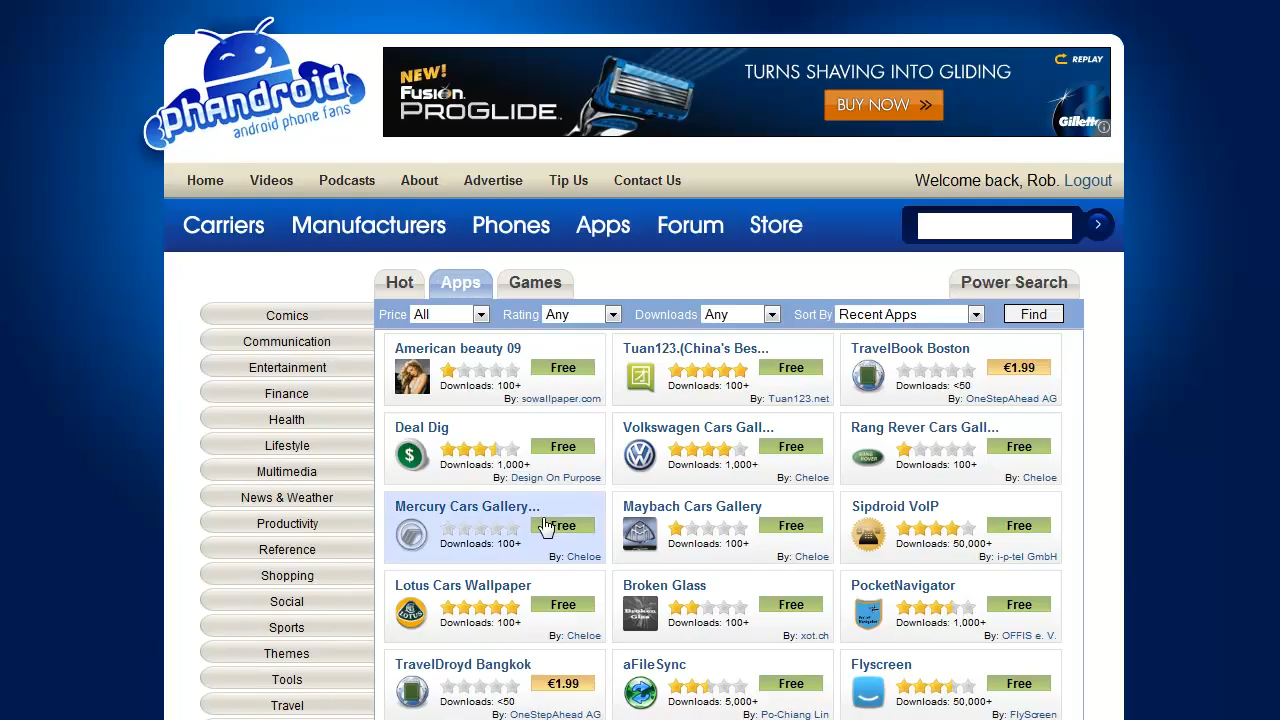 phandroid
android phone fans
NEW!
Fusion
PROGLIDE
TURNS SHAVING INTO GLIDING
BUY NOW »
REPLAY
Gillette
Home Videos Podcasts About Advertise Tip Us Contact Us
Welcome back, Rob. Logout
Carriers Manufacturers Phones Apps Forum Store
Hot Apps Games Power Search
Price All Rating Any Downloads Any Sort By Recent Apps Find
Comics
Communication
Entertainment
Finance
Health
Lifestyle
Multimedia
News & Weather
Productivity
Reference
Shopping
Social
Sports
Themes
Tools
Travel
American beauty 09
Free
Downloads: 100+
By: sowallpaper.com
Tuan123.(China's Bes...
Free
Downloads: 100+
By: Tuan123.net
TravelBook Boston
€1.99
Downloads: <50
By: OneStepAhead AG
Deal Dig
Free
Downloads: 1,000+
By: Design On Purpose
Volkswagen Cars Gall...
Free
Downloads: 1,000+
By: Cheloe
Rang Rever Cars Gall...
Free
Downloads: 100+
By: Cheloe
Mercury Cars Gallery...
Free
Downloads: 100+
By: Cheloe
Maybach Cars Gallery
Free
Downloads: 100+
By: Cheloe
Sipdroid VoIP
Free
Downloads: 50,000+
By: i-p-tel GmbH
Lotus Cars Wallpaper
Free
Downloads: 100+
By: Cheloe
Broken Glass
Free
Downloads: 100+
By: xot.ch
PocketNavigator
Free
Downloads: 1,000+
By: OFFIS e. V.
TravelDroyd Bangkok
€1.99
Downloads: <50
By: OneStepAhead AG
aFileSync
Free
Downloads: 5,000+
By: Po-Chiang Lin
Flyscreen
Free
Downloads: 50,000+
By: FlyScreen